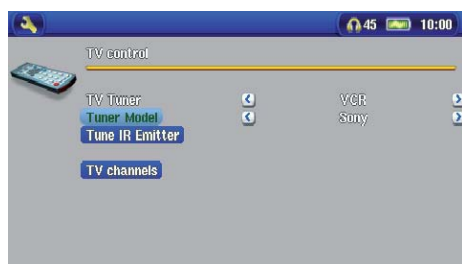 45 10:00
TV control
TV Tuner VCR
Tuner Model Sony
Tune IR Emitter
TV channels